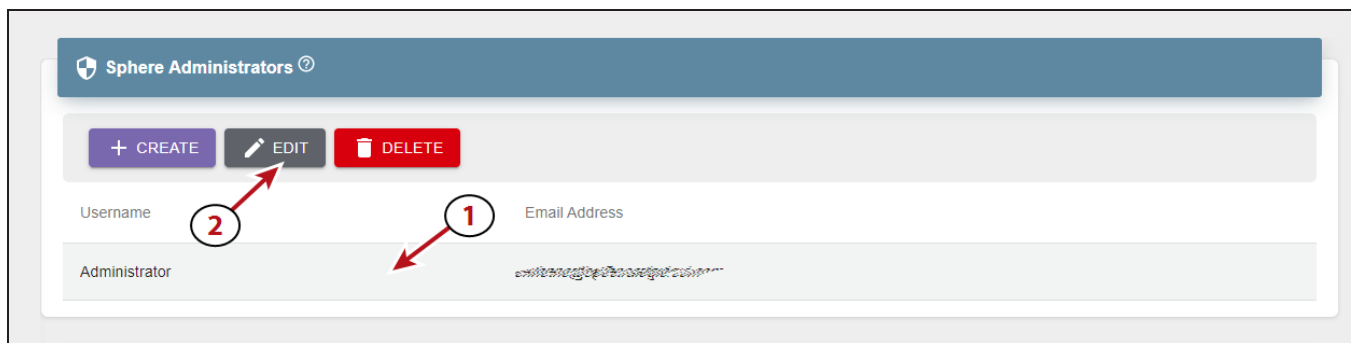 Sphere Administrators ?
+ CREATE EDIT DELETE
Username Email Address
2 1
Administrator